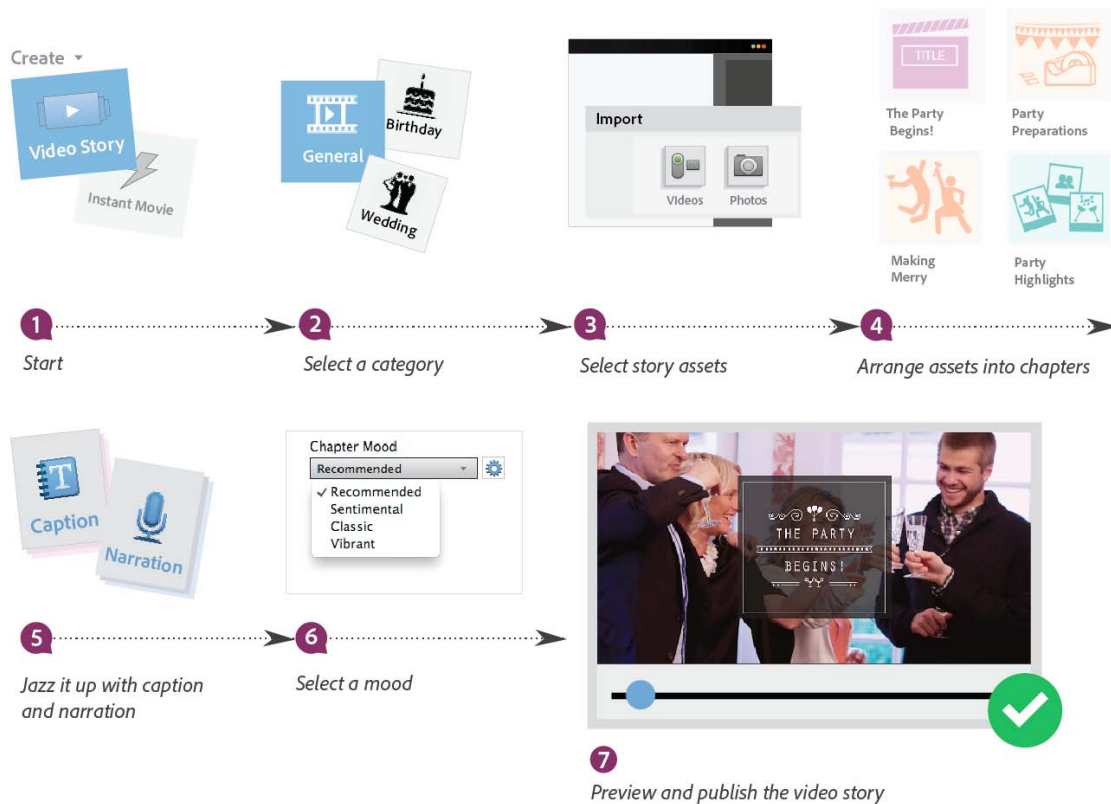 Create
Video Story
Instant Movie
General
Birthday
Wedding
Import
Videos
Photos
TITLE
The Party
Begins!
Party
Preparations
Making
Merry
Party
Highlights
1
Start
2
Select a category
3
Select story assets
4
Arrange assets into chapters
T
Caption
Narration
Chapter Mood
Recommended
✓ Recommended
Sentimental
Classic
Vibrant
THE PARTY
BEGINS!
5
Jazz it up with caption
and narration
6
Select a mood
7
Preview and publish the video story